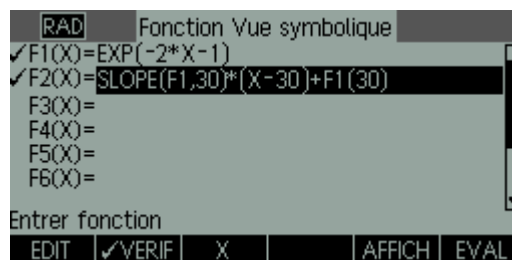 RAD Fonction Vue symbolique
✓F1(X)=EXP(-2*X-1)
✓F2(X)=SLOPE(F1,30)*(X-30)+F1(30)
F3(X)=
F4(X)=
F5(X)=
F6(X)=
Entrer fonction
EDIT ✓VERIF X AFFICH EVAL